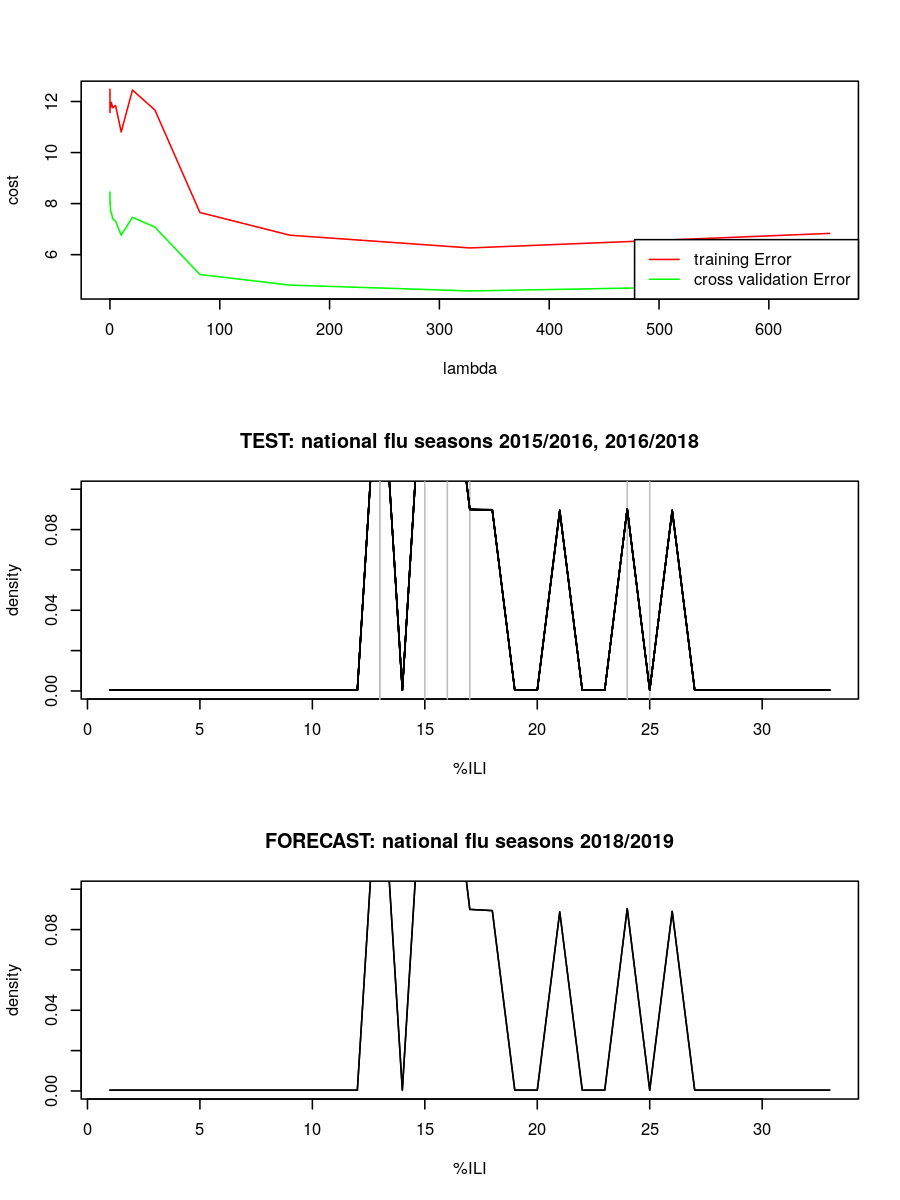 12
10
8
6
cost
training Error
cross validation Error
0 100 200 300 400 500 600
lambda
TEST: national flu seasons 2015/2016, 2016/2018
0.08
0.04
0.00
density
0 5 10 15 20 25 30
%ILI
FORECAST: national flu seasons 2018/2019
0.08
0.04
0.00
density
0 5 10 15 20 25 30
%ILI